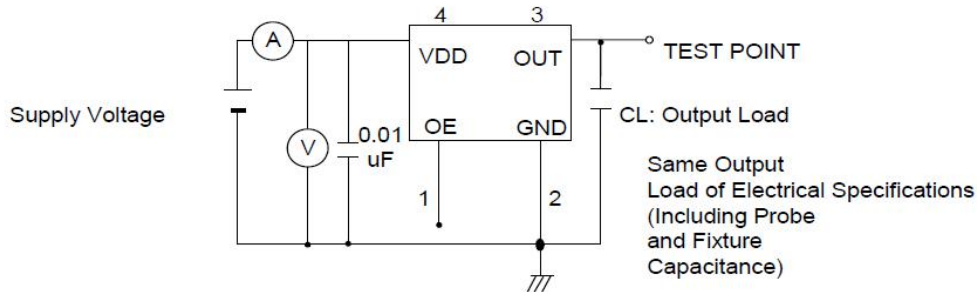 4
3
A
VDD
OUT
TEST POINT
Supply Voltage
V
0.01
uF
OE
GND
CL: Output Load
1
2
Same Output
Load of Electrical Specifications
(Including Probe
and Fixture
Capacitance)